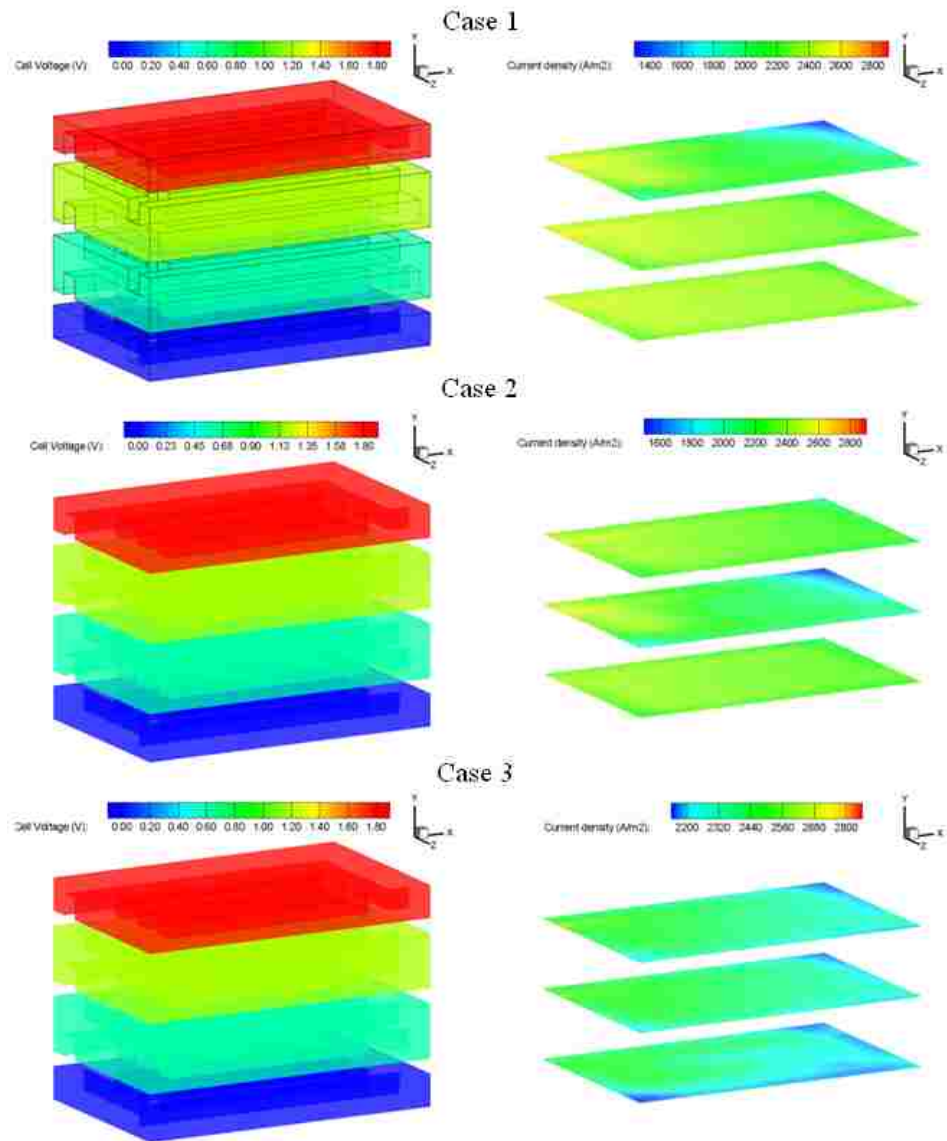 Case 1
Cell Voltage (V): 0.00 0.20 0.40 0.60 0.80 1.00 1.20 1.40 1.60 1.80
Y X Z
Current density (A/m2): 1400 1600 1800 2000 2200 2400 2600 2800
Y X Z
Case 2
Cell Voltage (V): 0.00 0.23 0.45 0.68 0.90 1.13 1.35 1.58 1.80
Y X Z
Current density (A/m2): 1600 1800 2000 2200 2400 2600 2800
Y X Z
Case 3
Cell Voltage (V): 0.00 0.20 0.40 0.60 0.80 1.00 1.20 1.40 1.60 1.80
Y X Z
Current density (A/m2): 2200 2320 2440 2560 2680 2800
Y X Z